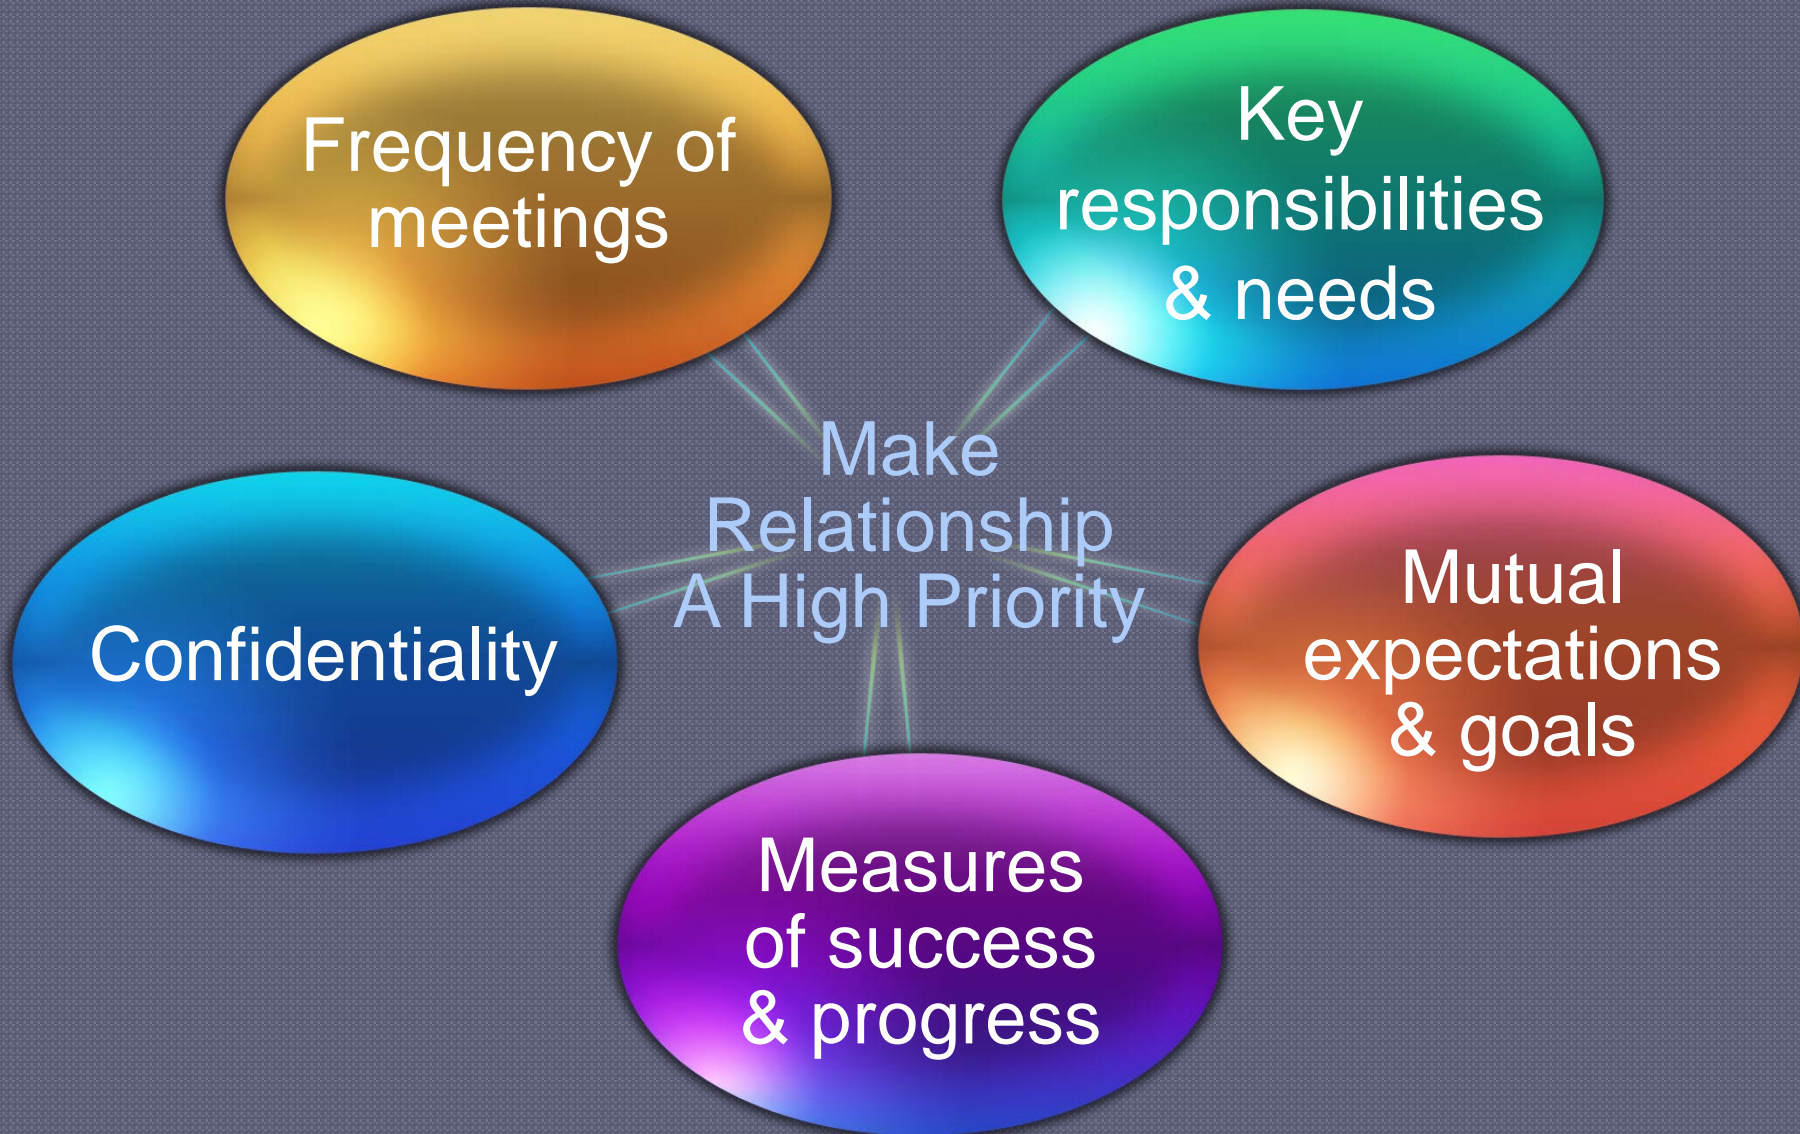 Frequency of
meetings
Key
responsibilities
& needs
Make
Relationship
A High Priority
Confidentiality
Mutual
expectations
& goals
Measures
of success
& progress